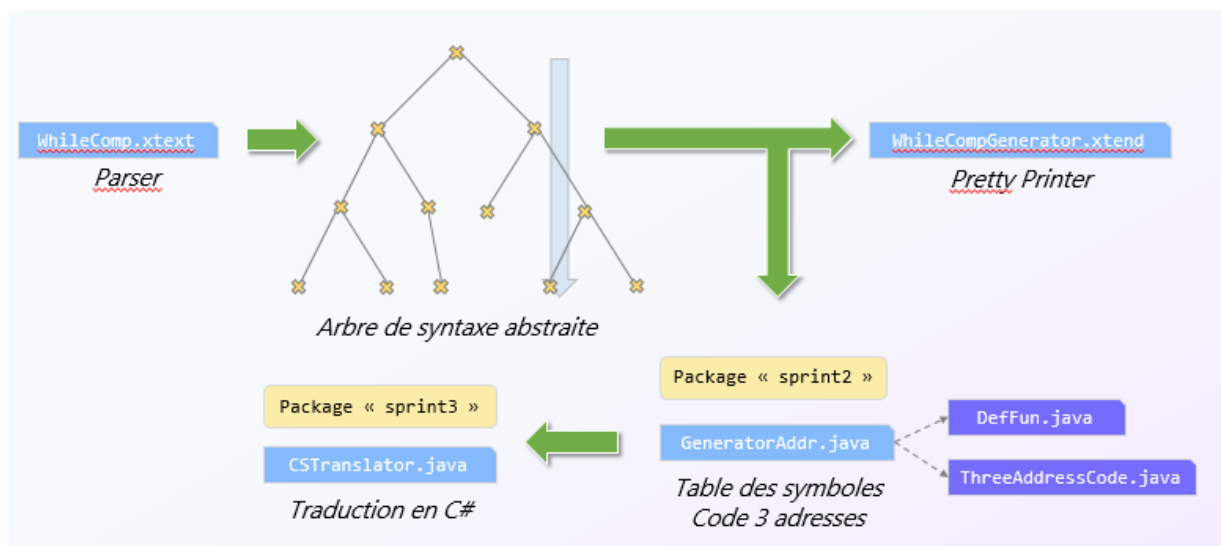 WhileComp.xtext
Parser
WhileCompGenerator.xtend
Pretty Printer
Arbre de syntaxe abstraite
Package « sprint2 »
GeneratorAddr.java
Table des symboles
Code 3 adresses
DefFun.java
ThreeAddressCode.java
Package « sprint3 »
CSTranslator.java
Traduction en C#